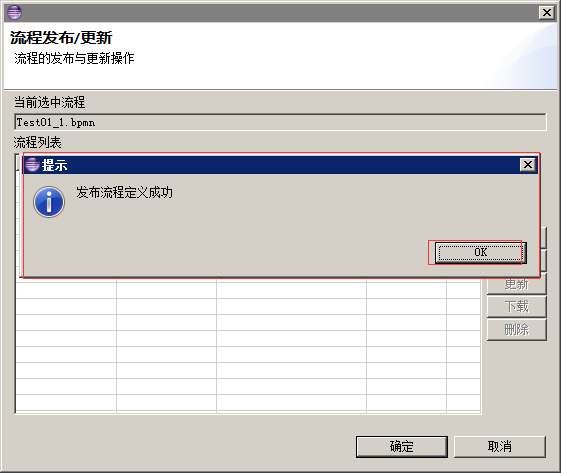 流程发布/更新
流程的发布与更新操作
当前选中流程
Test01_1.bpmn
流程列表
提示
发布流程定义成功
OK
更新
下载
删除
确定
取消